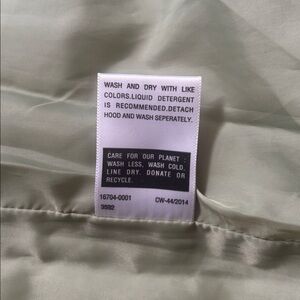 WASH AND DRY WITH LIKE
COLORS.LIQUID DETERGENT
IS RECOMMENDED.DETACH
HOOD AND WASH SEPERATELY.
CARE FOR OUR PLANET :
WASH LESS, WASH COLD,
LINE DRY, DONATE OR
RECYCLE.
16704-0001 CW-44/2014
9882